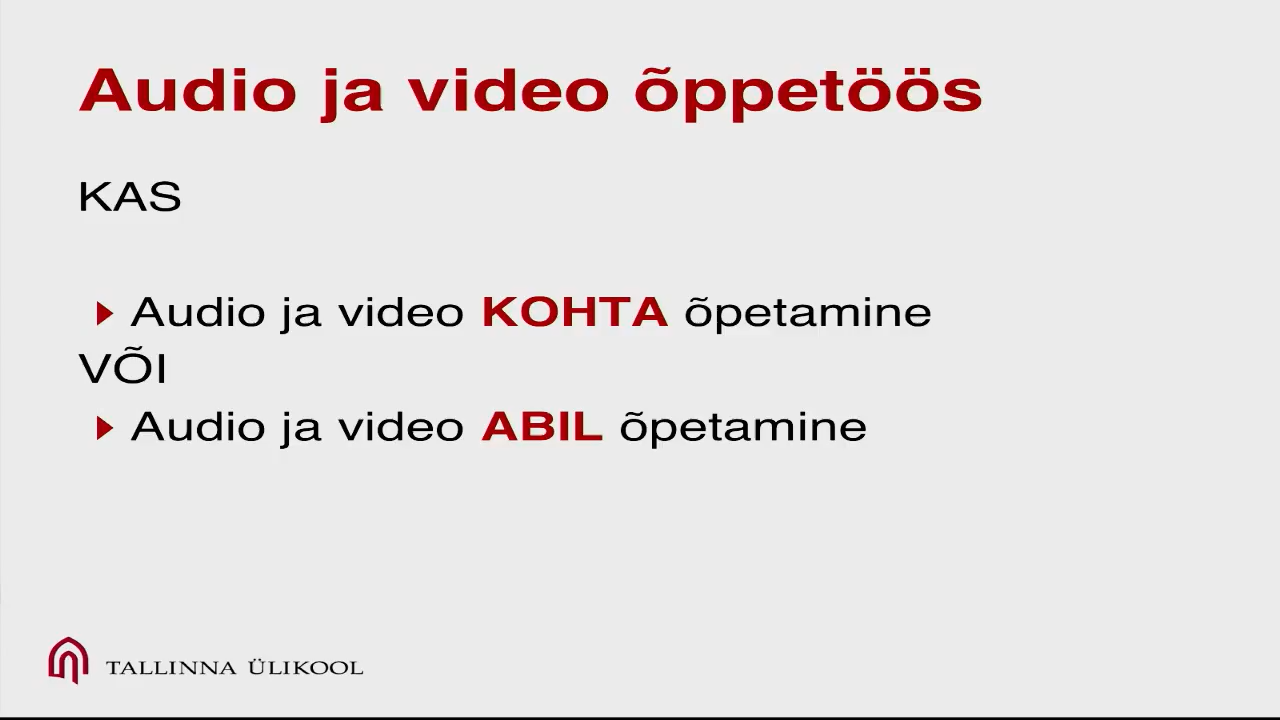 Audio ja video õppetöös
KAS
Audio ja video KOHTA õpetamine
VÕI
Audio ja video ABIL õpetamine
TALLINNA ÜLIKOOL